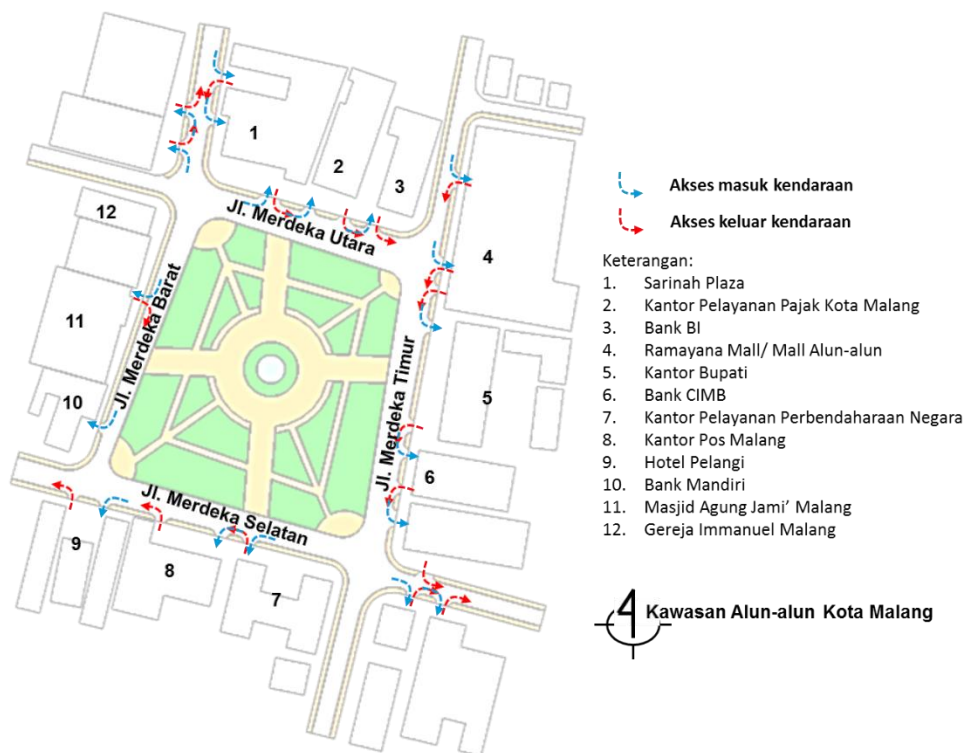 1
2
3
4
5
6
7
8
9
10
11
12
Jl. Merdeka Utara
Jl. Merdeka Barat
Jl. Merdeka Timur
Jl. Merdeka Selatan
Akses masuk kendaraan
Akses keluar kendaraan
Keterangan:
1. Sarinah Plaza
2. Kantor Pelayanan Pajak Kota Malang
3. Bank BI
4. Ramayana Mall/ Mall Alun-alun
5. Kantor Bupati
6. Bank CIMB
7. Kantor Pelayanan Perbendaharaan Negara
8. Kantor Pos Malang
9. Hotel Pelangi
10. Bank Mandiri
11. Masjid Agung Jami’ Malang
12. Gereja Immanuel Malang
Kawasan Alun-alun Kota Malang